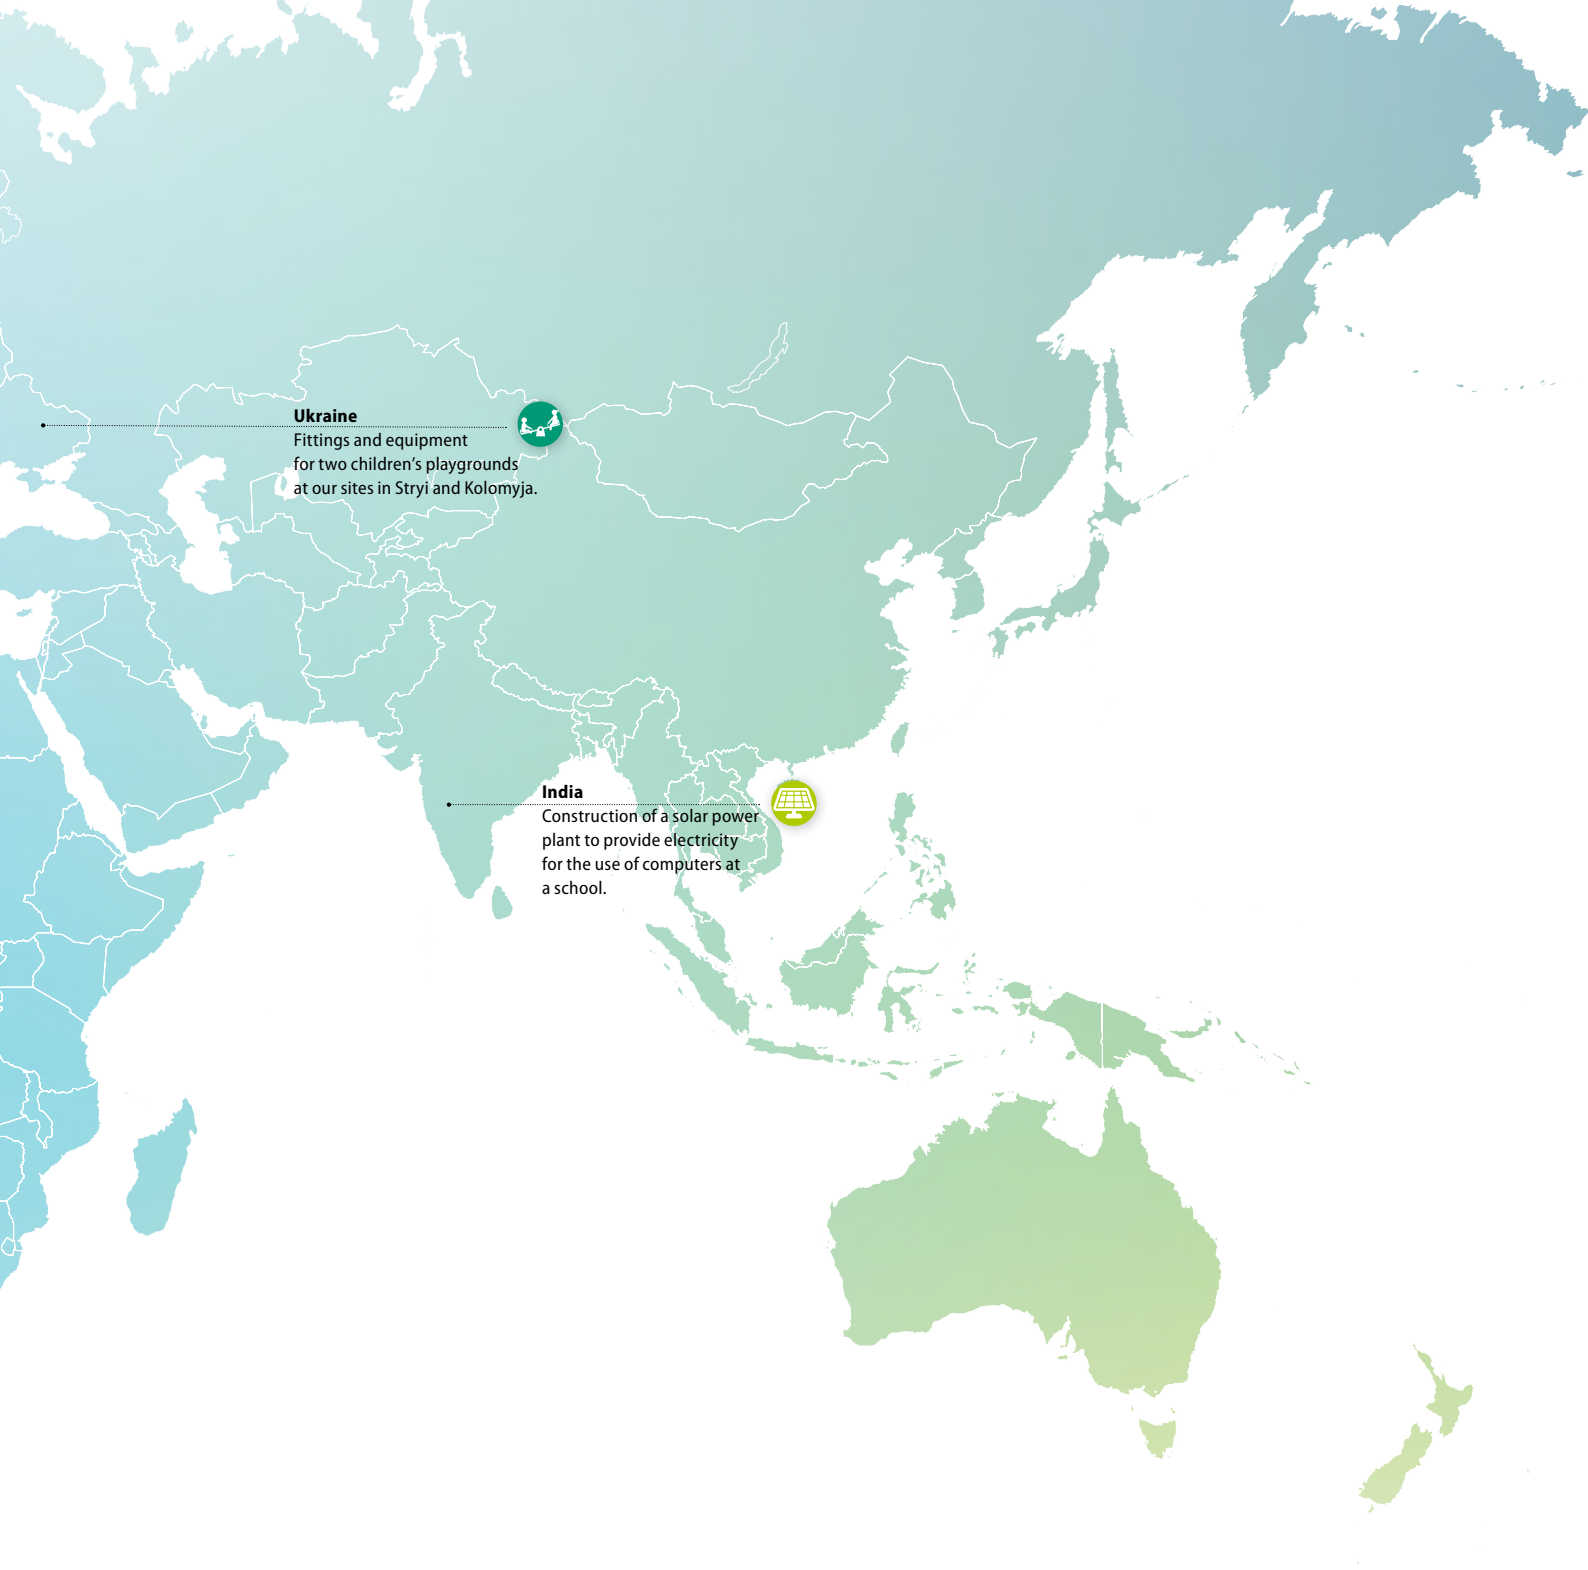 Ukraine
Fittings and equipment
for two children’s playgrounds
at our sites in Stryi and Kolomyja.
India
Construction of a solar power
plant to provide electricity
for the use of computers at
a school.